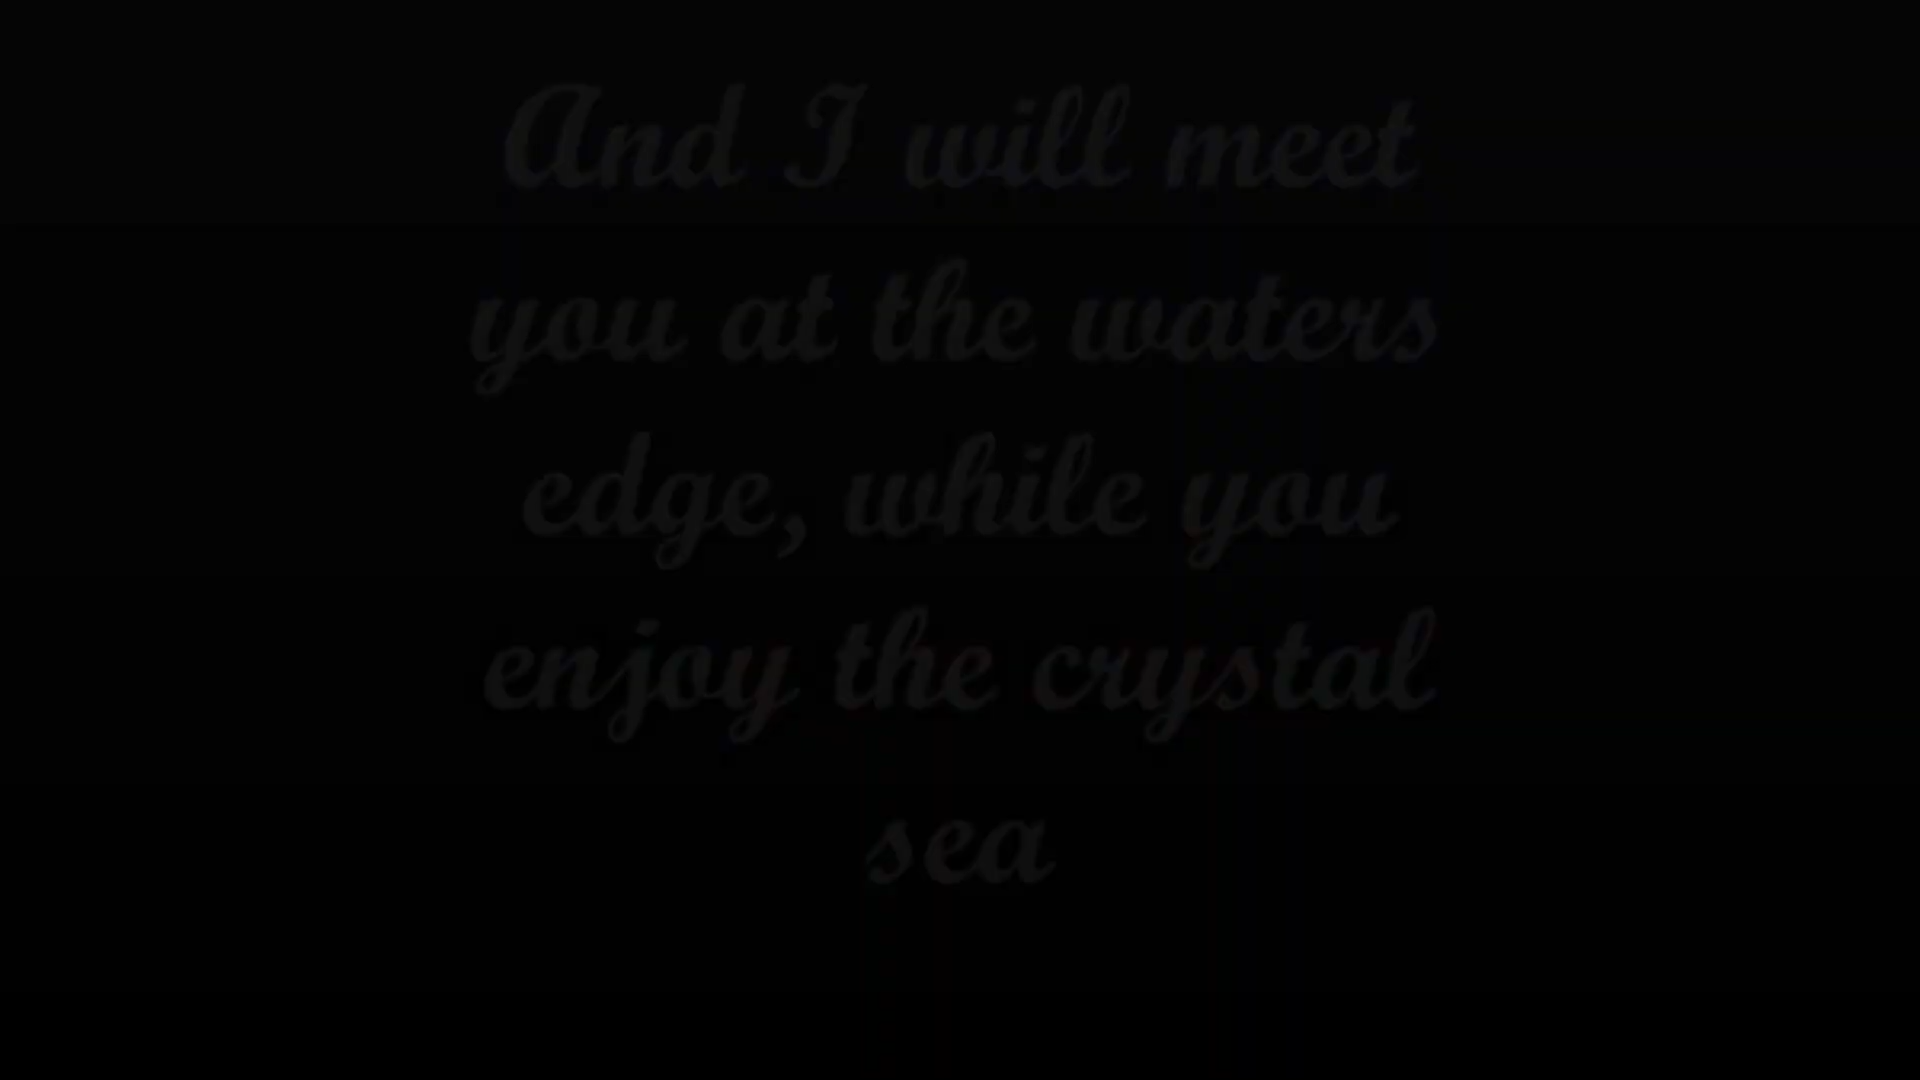 And I will meet
you at the waters
edge, while you
enjoy the crystal
sea